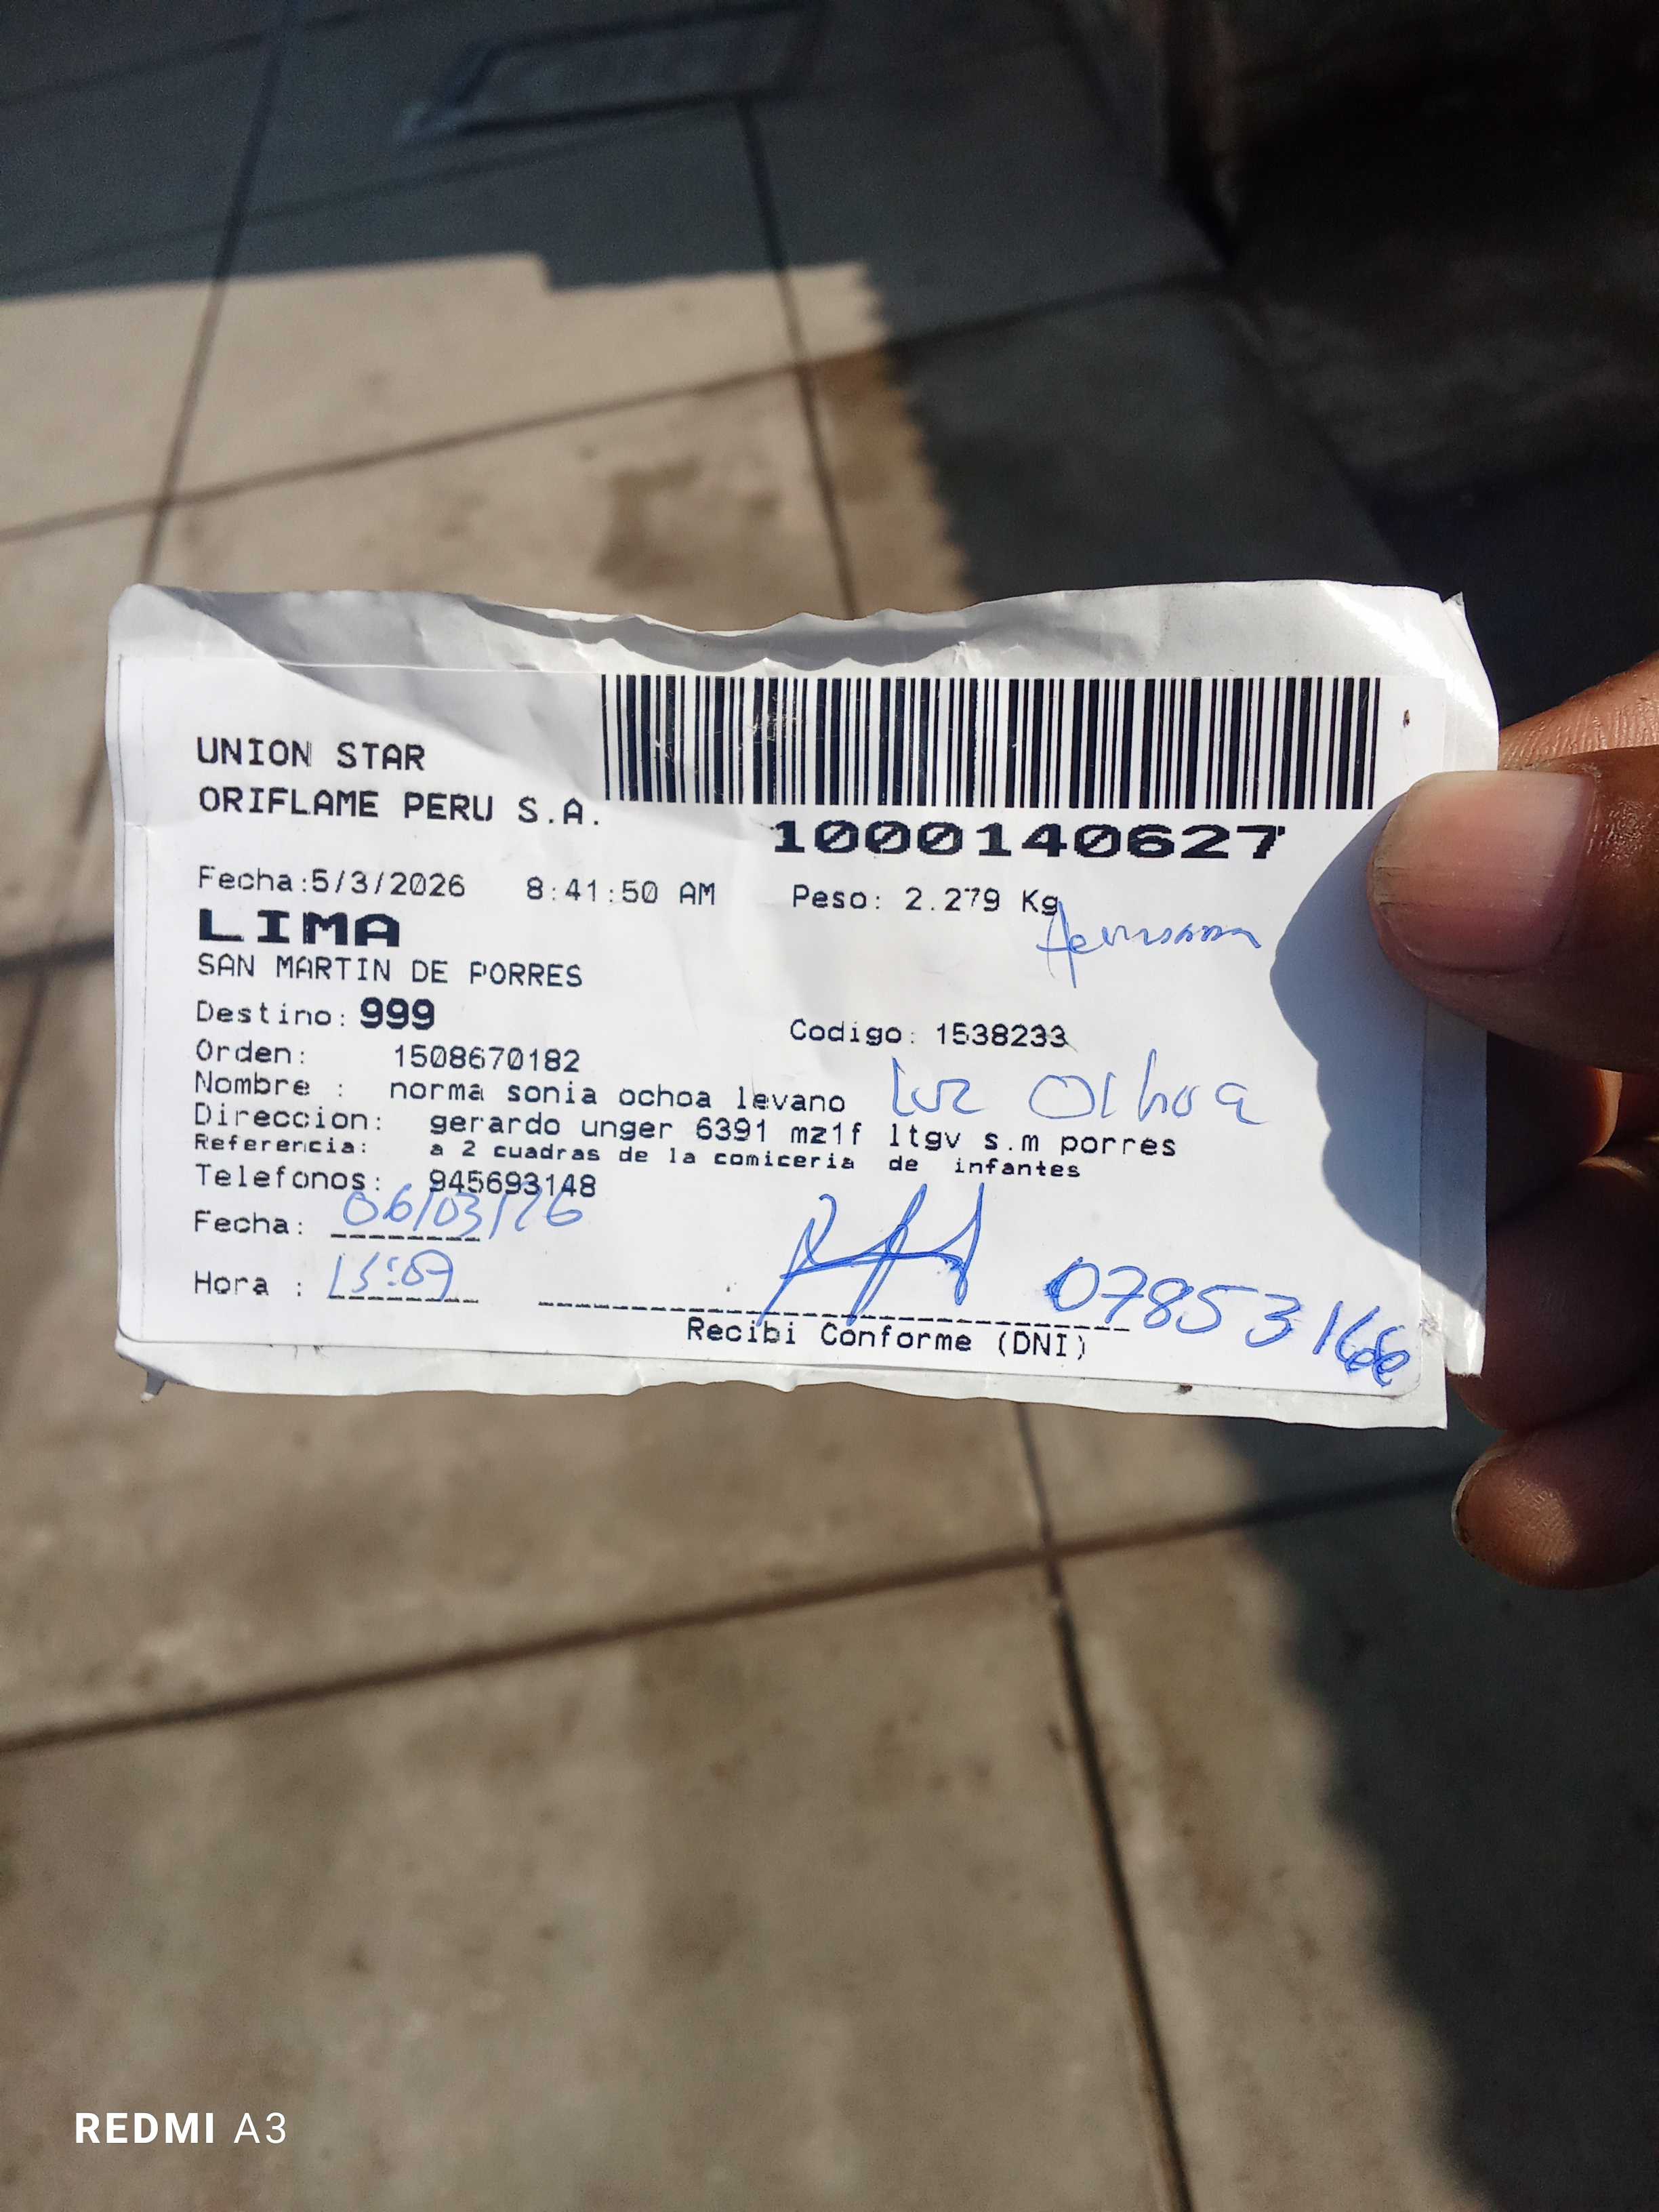 UNION STAR
ORIFLAME PERU S.A.
1000140627
Fecha:5/3/2026 8:41:50 AM Peso: 2.279 Kg
LIMA
SAN MARTIN DE PORRES
Destino: 999
Codigo: 1538233
Orden: 1508670182
Nombre : norma sonia ochoa levano Luz Ochoa
Direccion: gerardo unger 6391 mz1f ltgv s.m porres
Referencia: a 2 cuadras de la comiceria de infantes
Telefonos: 945693148
Fecha: 06/03/26
Hora :
Recibi Conforme (DNI)
REDMI A3